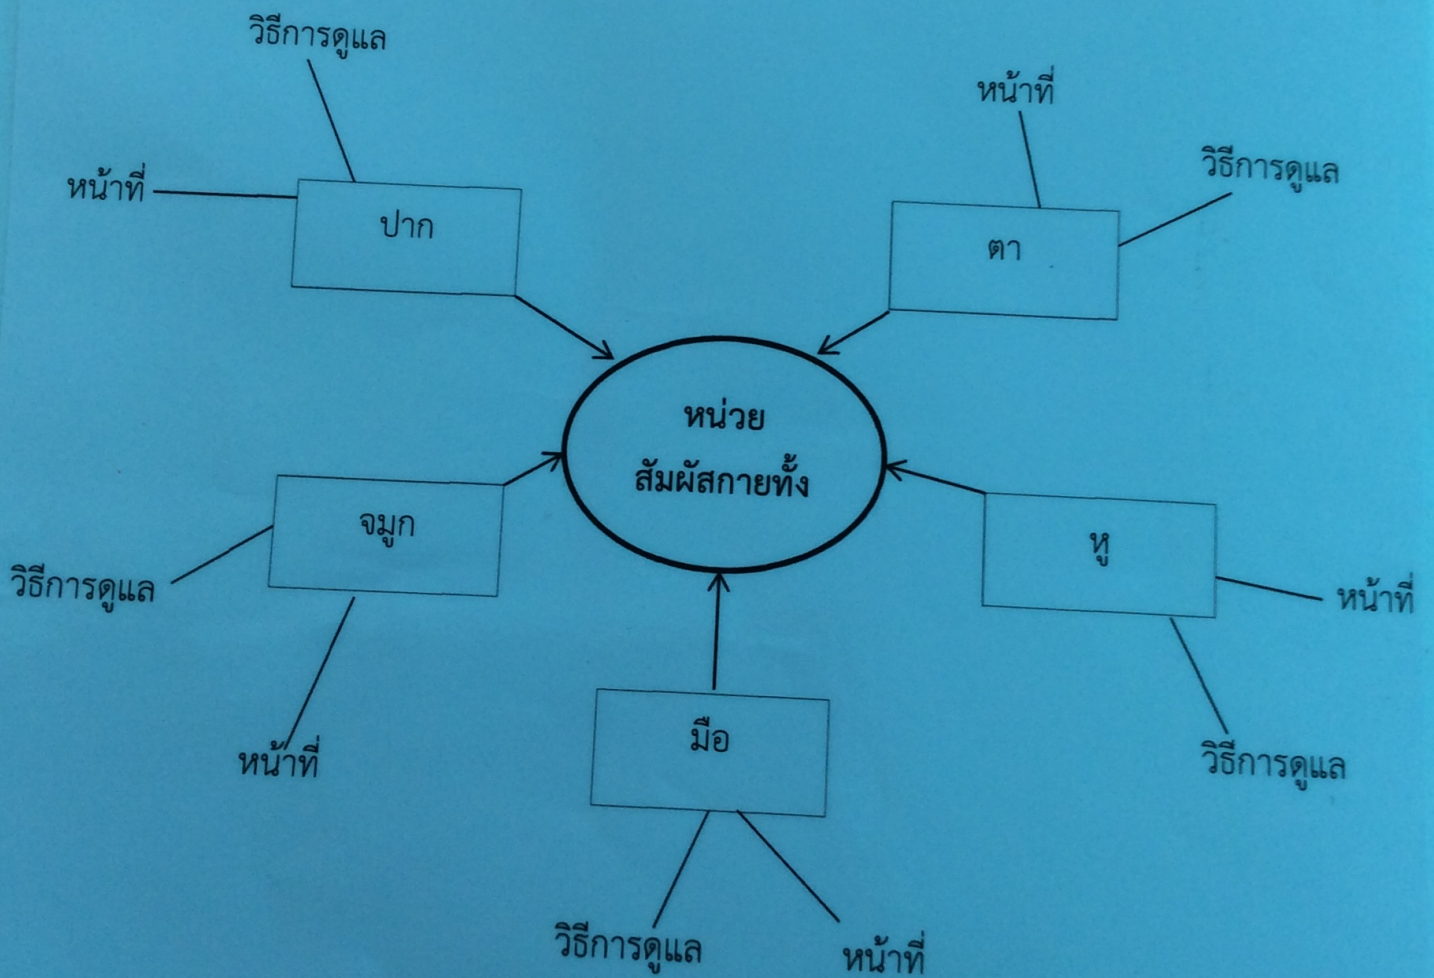 วิธีการดูแล
หน้าที่
หน้าที่
วิธีการดูแล
ปาก
ตา
หน่วย
สัมผัสกายทั้ง
จมูก
หู
วิธีการดูแล
หน้าที่
หน้าที่
มือ
วิธีการดูแล
วิธีการดูแล
หน้าที่